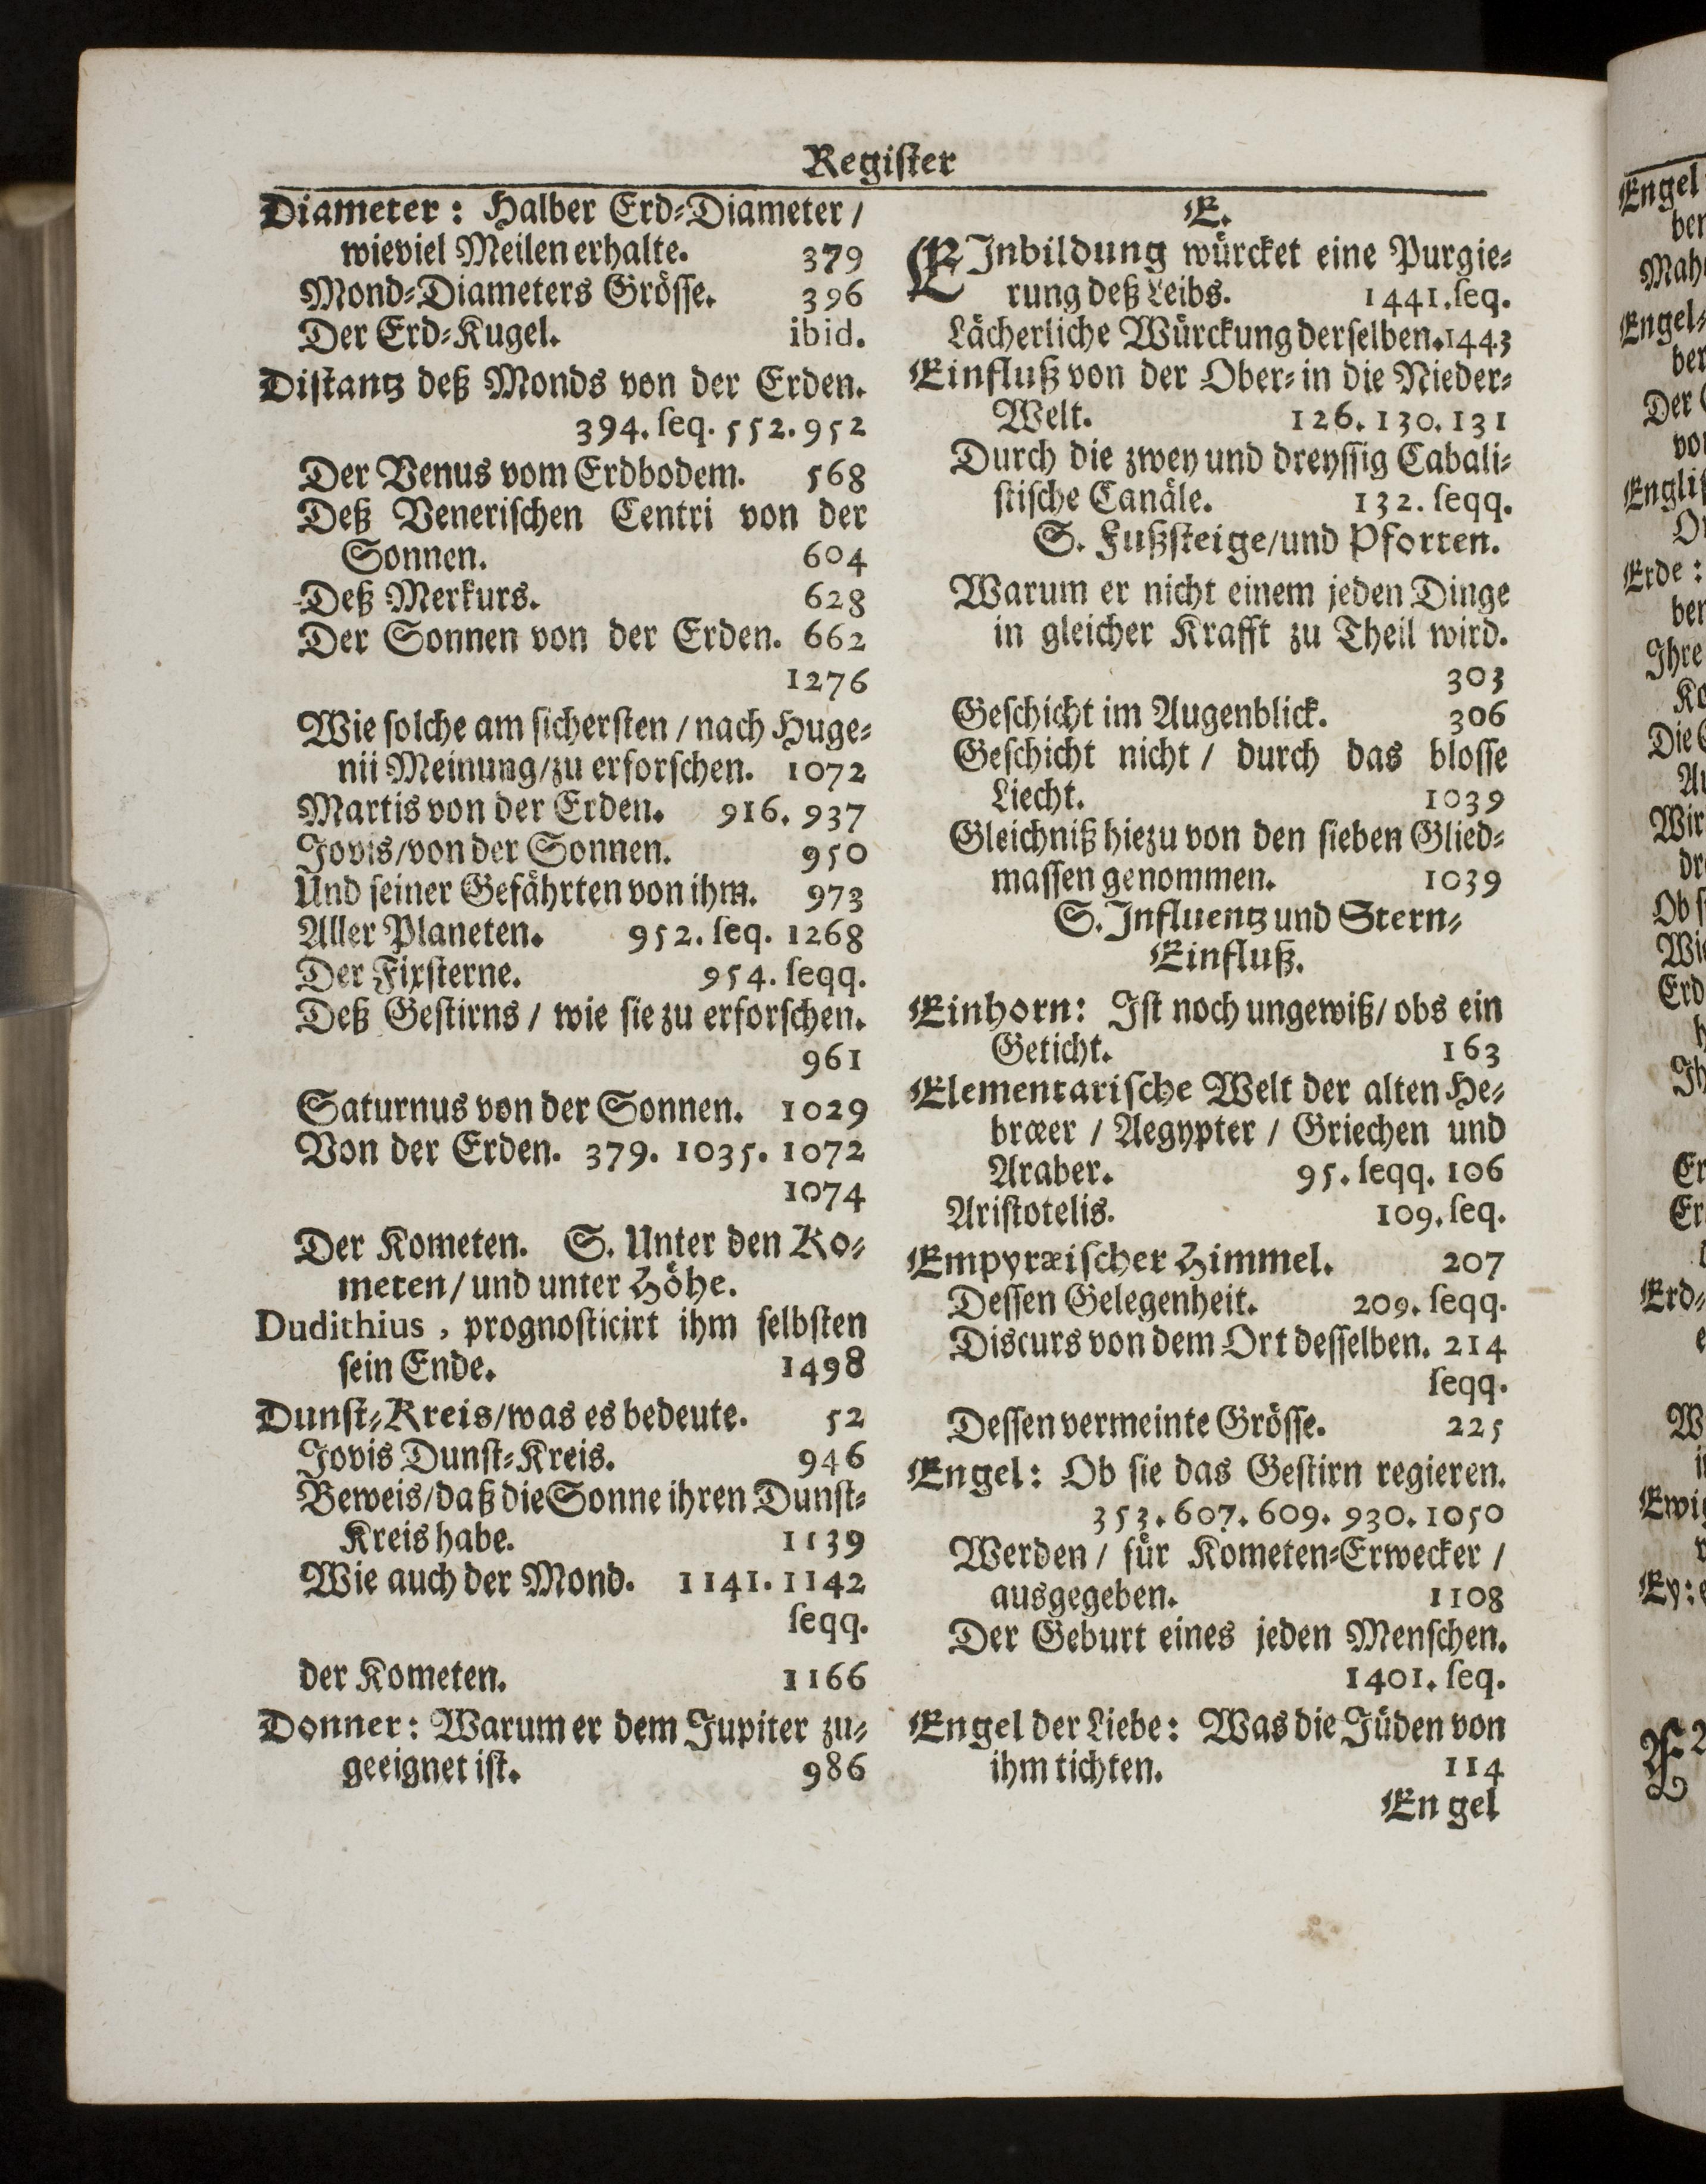 Register
Diameter: Halber Erd-Diameter /
wieviel Meilen erhalte. 379
Mond-Diameters Grösse. 396
Der Erd-Kugel. ibid.
Distantz deß Monds von der Erden.
394. seq. 552. 952
Der Venus vom Erdbodem. 568
Deß Venerischen Centri von der
Sonnen. 604
Deß Merkurs. 628
Der Sonnen von der Erden. 662
1276
Wie solche am sichersten / nach Huge-
nii Meinung/zu erforschen. 1072
Martis von der Erden. 916. 937
Jovis/von der Sonnen. 950
Und seiner Gefährten von ihm. 973
Aller Planeten. 952. seq. 1268
Der Fixsterne. 954. seqq.
Deß Gestirns / wie sie zu erforschen.
961
Saturnus von der Sonnen. 1029
Von der Erden. 379. 1035. 1072
1074
Der Kometen. S. Unter den Ko-
meten/ und unter Höhe.
Dudithius, prognosticirt ihm selbsten
sein Ende. 1498
Dunst-Kreis/was es bedeute. 52
Jovis Dunst-Kreis. 946
Beweis/daß die Sonne ihren Dunst-
Kreis habe. 1139
Wie auch der Mond. 1141. 1142
seqq.
der Kometen. 1166
Donner: Warum er dem Jupiter zu-
geeignet ist. 986
E.
EInbildung würcket eine Purgie-
rung deß Leibs. 1441. seq.
Lächerliche Würckung derselben. 1443
Einfluß von der Ober- in die Nieder-
Welt. 126. 130. 131
Durch die zwey und dreyssig Cabali-
stische Canäle. 132. seqq.
S. Fußsteige/und Pforten.
Warum er nicht einem jeden Dinge
in gleicher Krafft zu Theil wird.
303
Geschicht im Augenblick. 306
Geschicht nicht / durch das blosse
Liecht. 1039
Gleichniß hiezu von den sieben Glied-
massen genommen. 1039
S. Influentz und Stern-
Einfluß.
Einhorn: Ist noch ungewiß/ obs ein
Geticht. 163
Elementarische Welt der alten He-
bræer / Aegypter / Griechen und
Araber. 95. seqq. 106
Aristotelis. 109. seq.
Empyræischer Himmel. 207
Dessen Gelegenheit. 209. seqq.
Discurs von dem Ort desselben. 214
seqq.
Dessen vermeinte Grösse. 225
Engel: Ob sie das Gestirn regieren.
353. 607. 609. 930. 1050
Werden / für Kometen-Erwecker /
ausgegeben. 1108
Der Geburt eines jeden Menschen.
1401. seq.
Engel der Liebe: Was die Jüden von
ihm tichten. 114
Engel